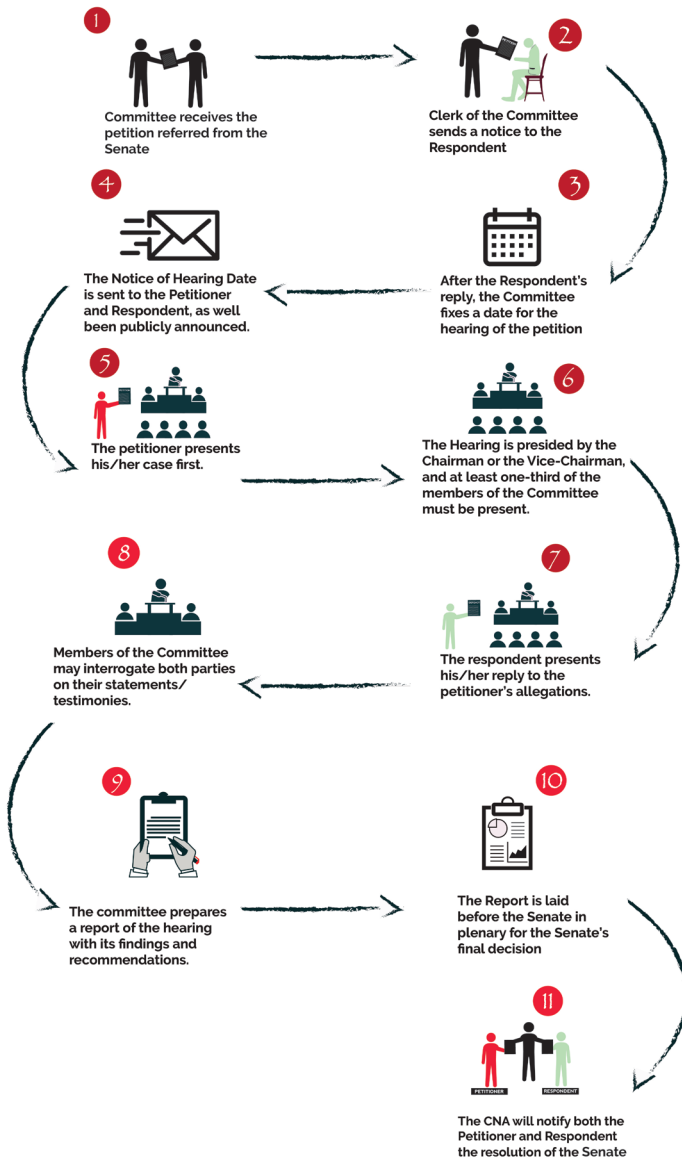 1
Committee receives the
petition referred from the
Senate
2
Clerk of the Committee
sends a notice to the
Respondent
3
After the Respondent's
reply, the Committee
fixes a date for the
hearing of the petition
4
The Notice of Hearing Date
is sent to the Petitioner
and Respondent, as well
been publicly announced.
5
The petitioner presents
his/her case first.
6
The Hearing is presided by the
Chairman or the Vice-Chairman,
and at least one-third of the
members of the Committee
must be present.
7
The respondent presents
his/her reply to the
petitioner's allegations.
8
Members of the Committee
may interrogate both parties
on their statements/
testimonies.
9
The committee prepares
a report of the hearing
with its findings and
recommendations.
10
The Report is laid
before the Senate in
plenary for the Senate's
final decision
11
PETITIONER
RESPONDENT
The CNA will notify both the
Petitioner and Respondent
the resolution of the Senate